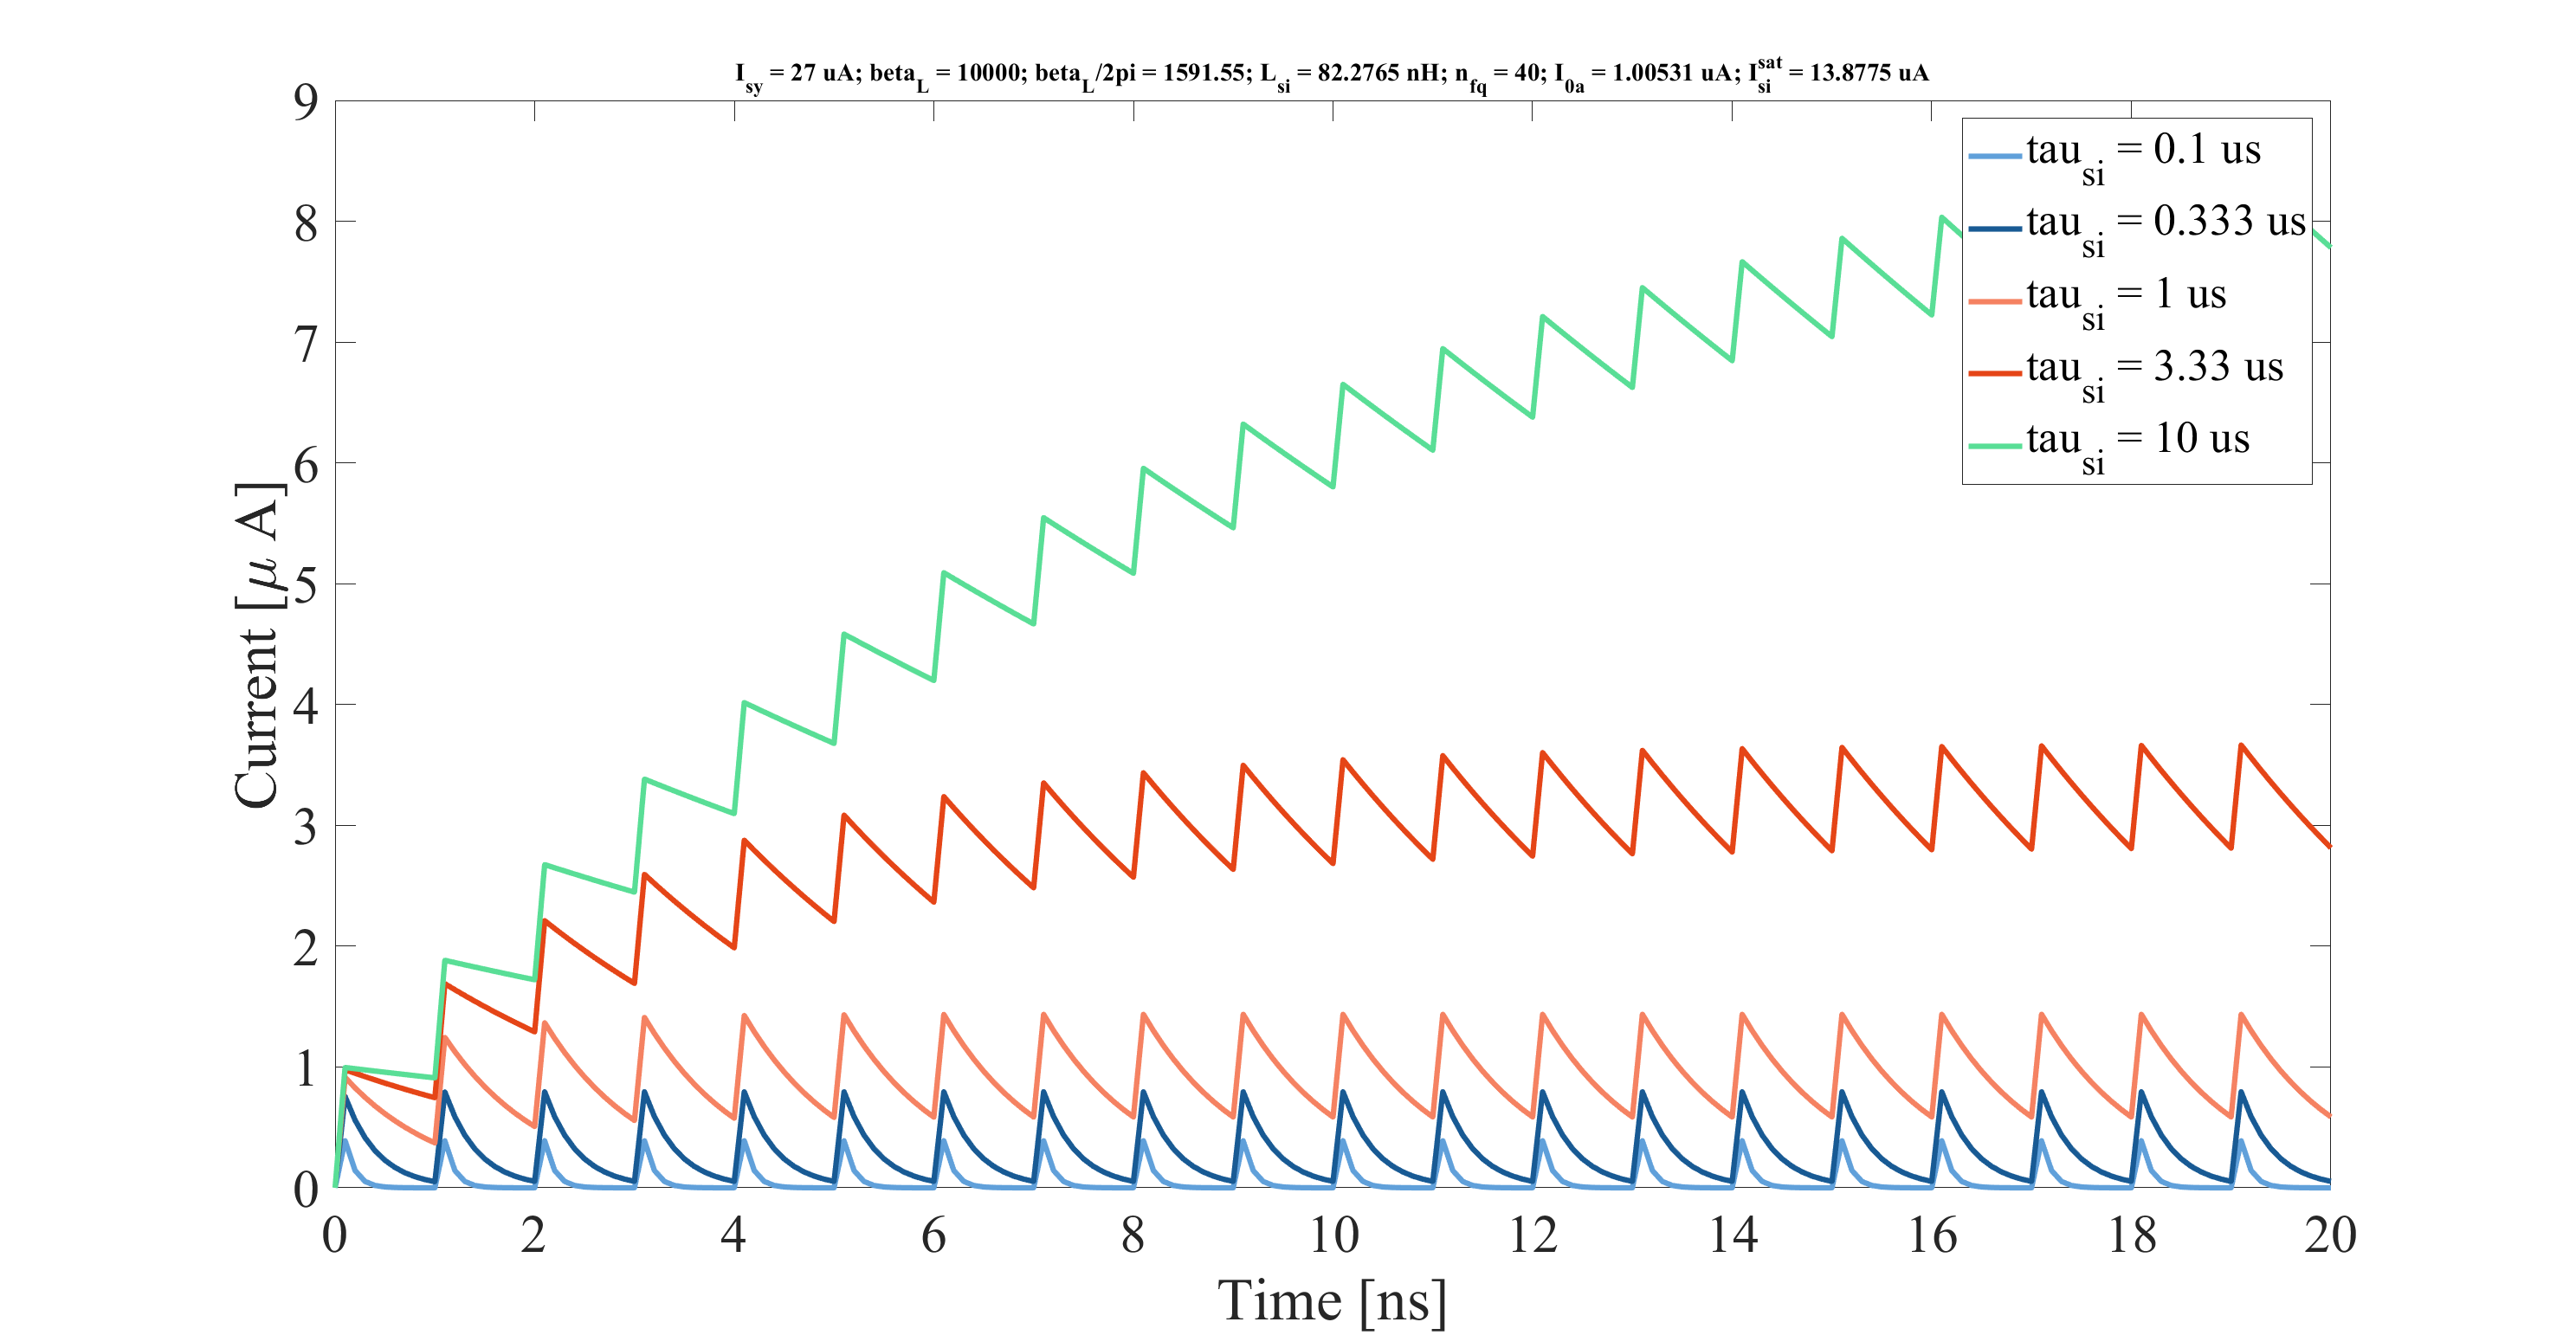 I_sy = 27 uA; beta_L = 10000; beta_L/2pi = 1591.55; L_si = 82.2765 nH; n_fq = 40; I_0a = 1.00531 uA; I_si^sat = 13.8775 uA
9
8
7
6
5
4
3
2
1
0
Current [μ A]
tau_si = 0.1 us
tau_si = 0.333 us
tau_si = 1 us
tau_si = 3.33 us
tau_si = 10 us
0 2 4 6 8 10 12 14 16 18 20
Time [ns]